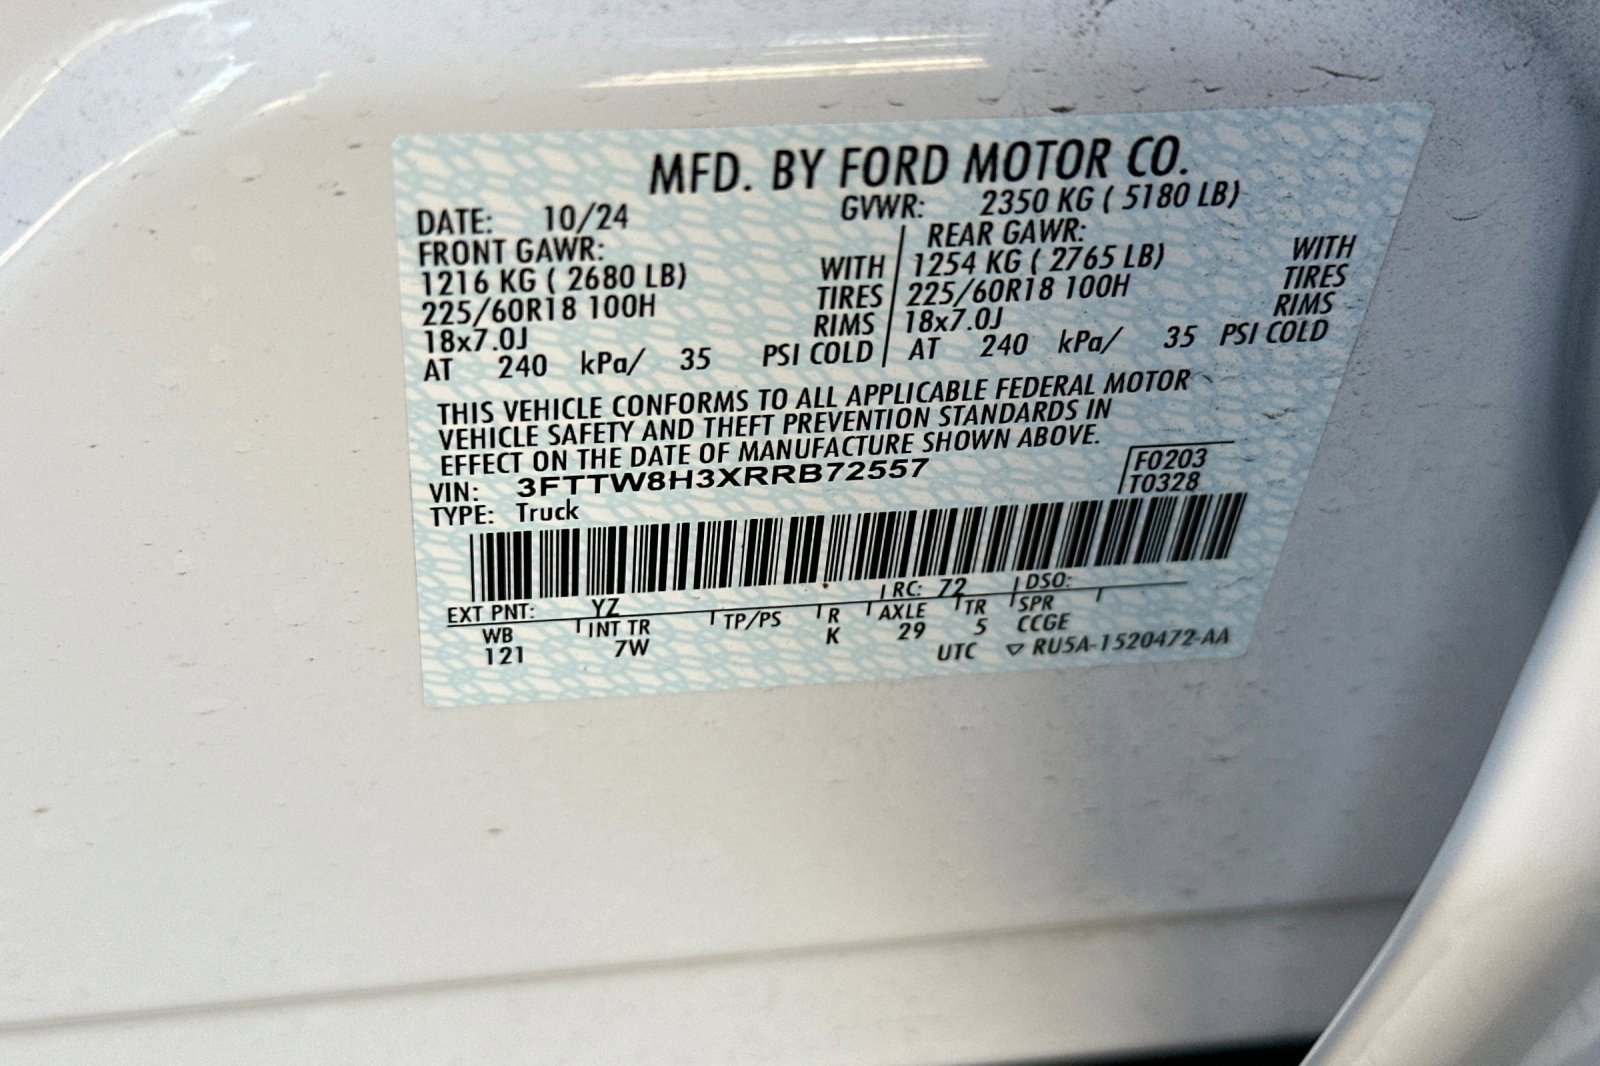 MFD. BY FORD MOTOR CO.
DATE: 10/24 GVWR: 2350 KG ( 5180 LB)
FRONT GAWR: REAR GAWR:
1216 KG ( 2680 LB) WITH 1254 KG ( 2765 LB) WITH
225/60R18 100H TIRES 225/60R18 100H TIRES
18x7.0J RIMS 18x7.0J RIMS
AT 240 kPa/ 35 PSI COLD AT 240 kPa/ 35 PSI COLD
THIS VEHICLE CONFORMS TO ALL APPLICABLE FEDERAL MOTOR
VEHICLE SAFETY AND THEFT PREVENTION STANDARDS IN
EFFECT ON THE DATE OF MANUFACTURE SHOWN ABOVE.
VIN: 3FTTW8H3XRRB72557 F0203
TYPE: Truck T0328
EXT PNT: YZ RC: 72 DSO:
WB INT TR TP/PS R AXLE TR SPR
121 7W K 29 5 CCGE
UTC ▽ RU5A-1520472-AA